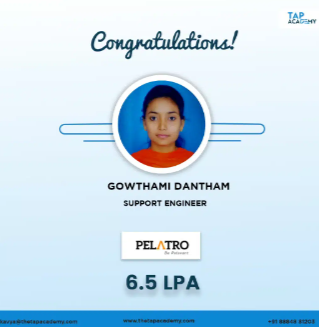 TAP
ACADEMY
Congratulations!
GOWTHAMI DANTHAM
SUPPORT ENGINEER
PELATRO
6.5 LPA
www.thetapacademy.com